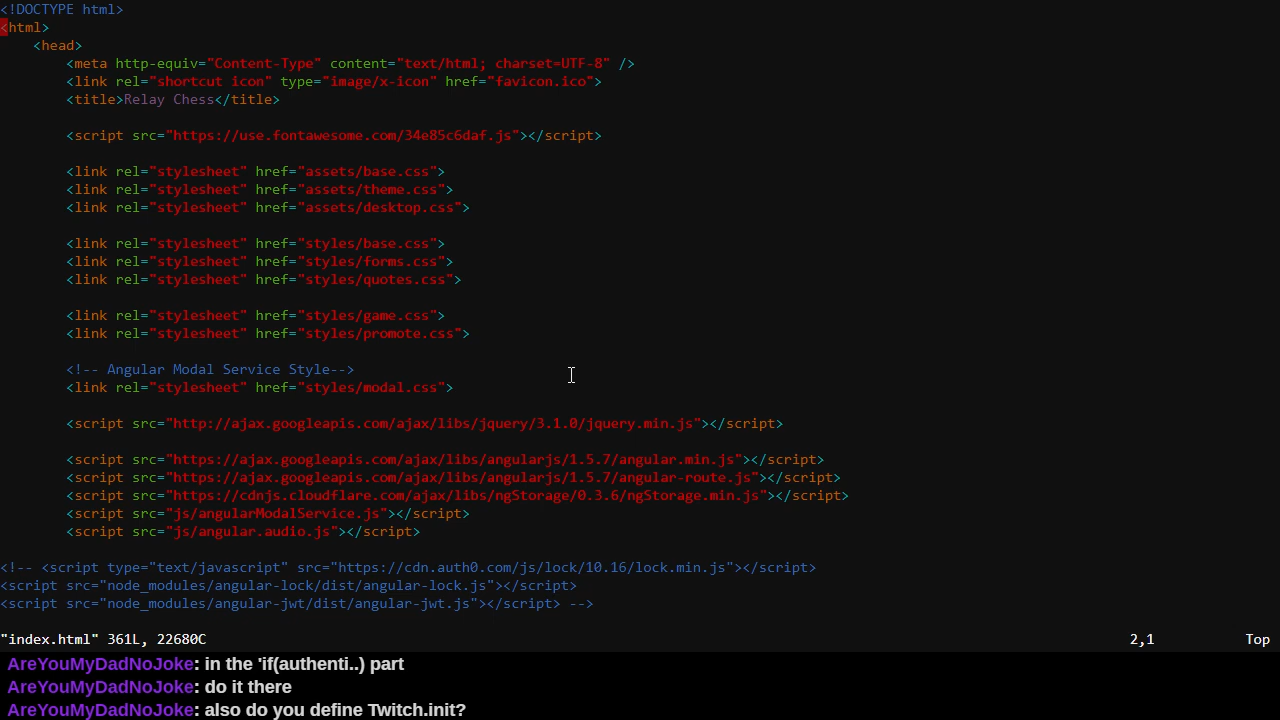 <!DOCTYPE html>
<html>
<head>
<meta http-equiv="Content-Type" content="text/html; charset=UTF-8" />
<link rel="shortcut icon" type="image/x-icon" href="favicon.ico">
<title>Relay Chess</title>
<script src="https://use.fontawesome.com/34e85c6daf.js"></script>
<link rel="stylesheet" href="assets/base.css">
<link rel="stylesheet" href="assets/theme.css">
<link rel="stylesheet" href="assets/desktop.css">
<link rel="stylesheet" href="styles/base.css">
<link rel="stylesheet" href="styles/forms.css">
<link rel="stylesheet" href="styles/quotes.css">
<link rel="stylesheet" href="styles/game.css">
<link rel="stylesheet" href="styles/promote.css">
<!-- Angular Modal Service Style-->
<link rel="stylesheet" href="styles/modal.css">
<script src="http://ajax.googleapis.com/ajax/libs/jquery/3.1.0/jquery.min.js"></script>
<script src="https://ajax.googleapis.com/ajax/libs/angularjs/1.5.7/angular.min.js"></script>
<script src="https://ajax.googleapis.com/ajax/libs/angularjs/1.5.7/angular-route.js"></script>
<script src="https://cdnjs.cloudflare.com/ajax/libs/ngStorage/0.3.6/ngStorage.min.js"></script>
<script src="js/angularModalService.js"></script>
<script src="js/angular.audio.js"></script>
<!-- <script type="text/javascript" src="https://cdn.auth0.com/js/lock/10.16/lock.min.js"></script>
<script src="node_modules/angular-lock/dist/angular-lock.js"></script>
<script src="node_modules/angular-jwt/dist/angular-jwt.js"></script> -->
"index.html" 361L, 22680C 2,1 Top
AreYouMyDadNoJoke: in the 'if(authenti..) part
AreYouMyDadNoJoke: do it there
AreYouMyDadNoJoke: also do you define Twitch.init?